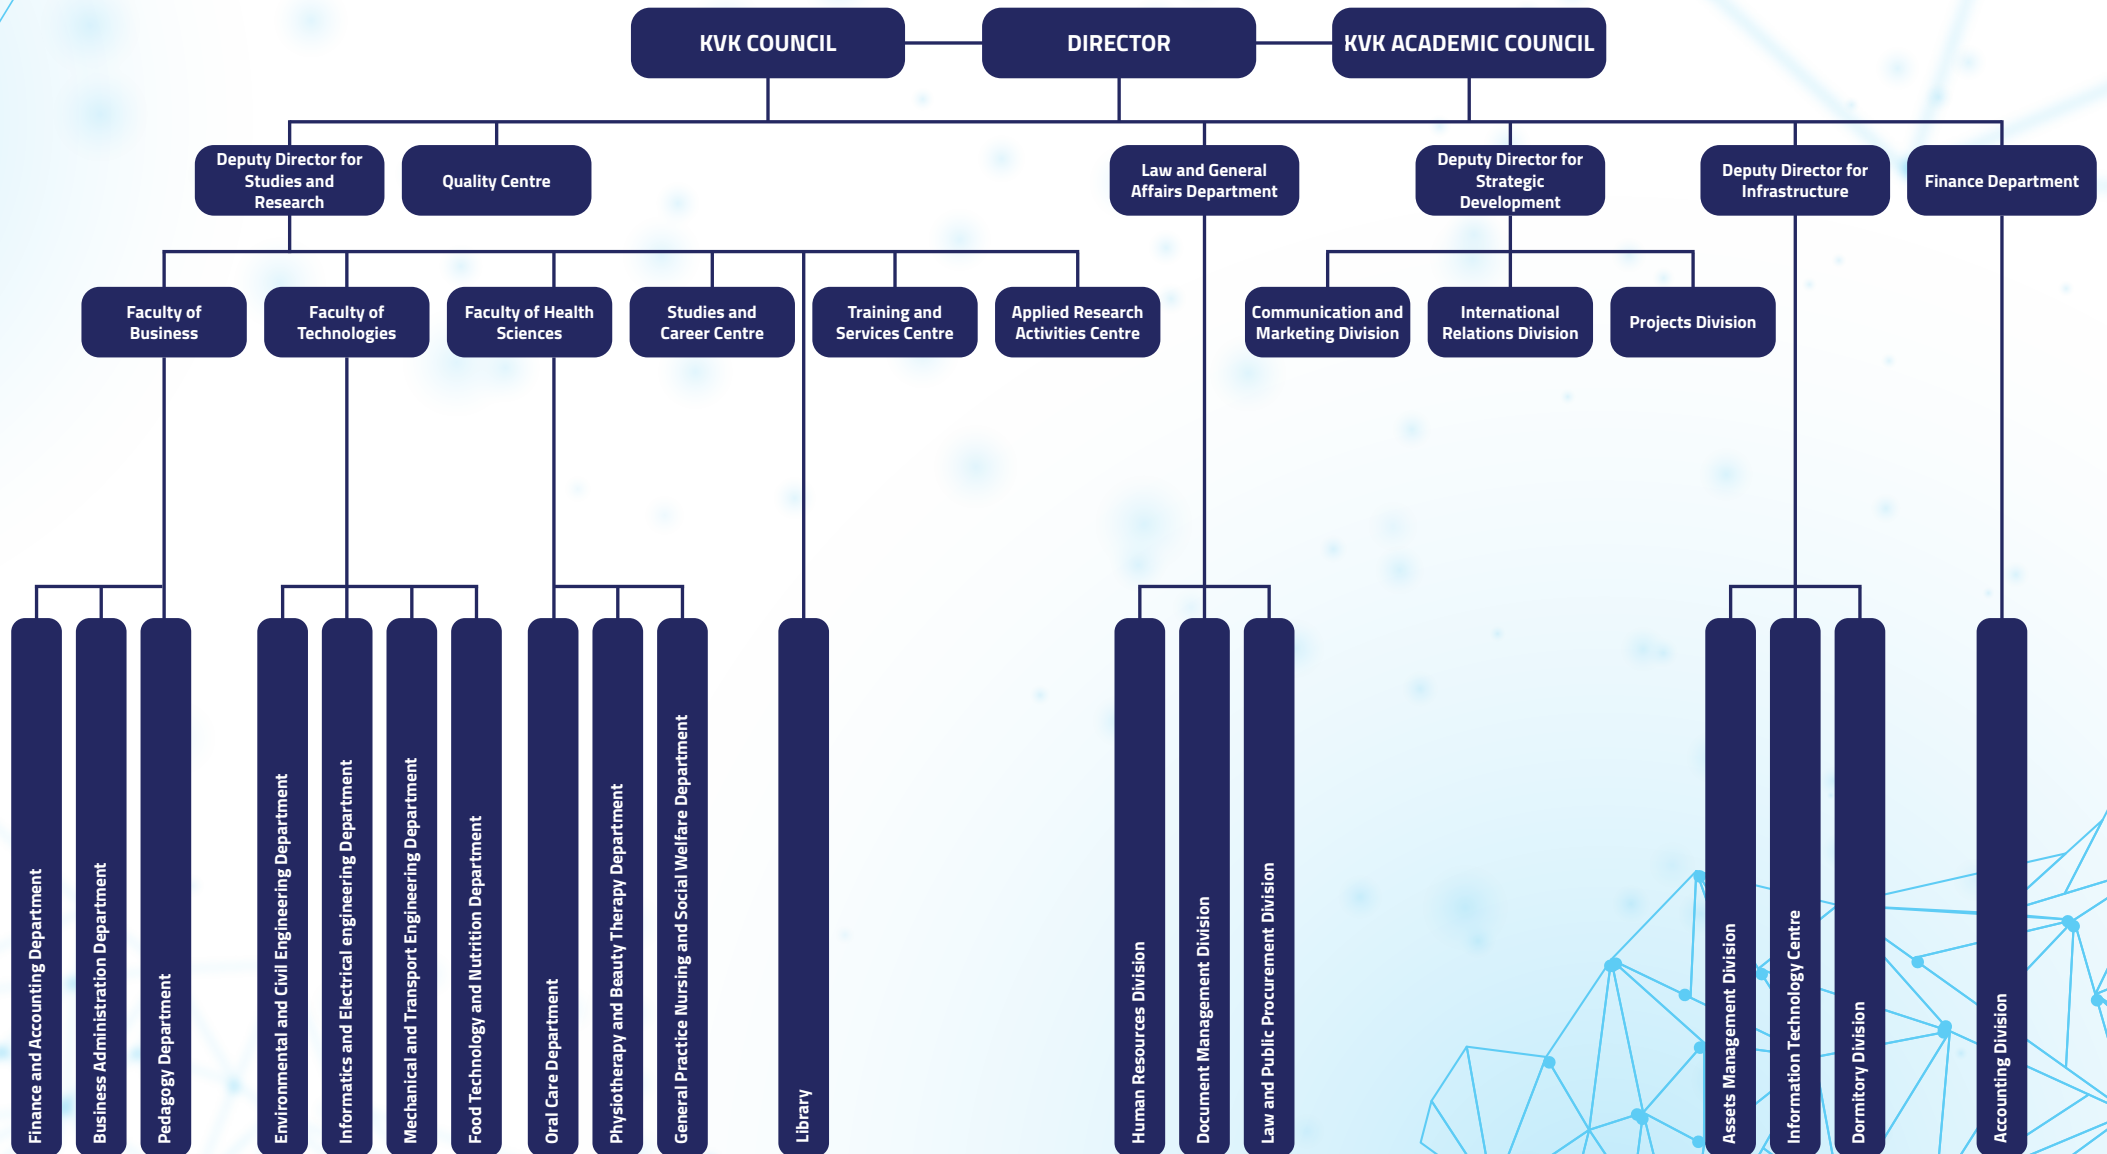 KVK COUNCIL
DIRECTOR
KVK ACADEMIC COUNCIL
Deputy Director for
Studies and
Research
Quality Centre
Law and General
Affairs Department
Deputy Director for
Strategic
Development
Deputy Director for
Infrastructure
Finance Department
Faculty of
Business
Faculty of
Technologies
Faculty of Health
Sciences
Studies and
Career Centre
Training and
Services Centre
Applied Research
Activities Centre
Communication and
Marketing Division
International
Relations Division
Projects Division
Finance and Accounting Department
Business Administration Department
Pedagogy Department
Environmental and Civil Engineering Department
Informatics and Electrical engineering Department
Mechanical and Transport Engineering Department
Food Technology and Nutrition Department
Oral Care Department
Physiotherapy and Beauty Therapy Department
General Practice Nursing and Social Welfare Department
Library
Human Resources Division
Document Management Division
Law and Public Procurement Division
Assets Management Division
Information Technology Centre
Dormitory Division
Accounting Division